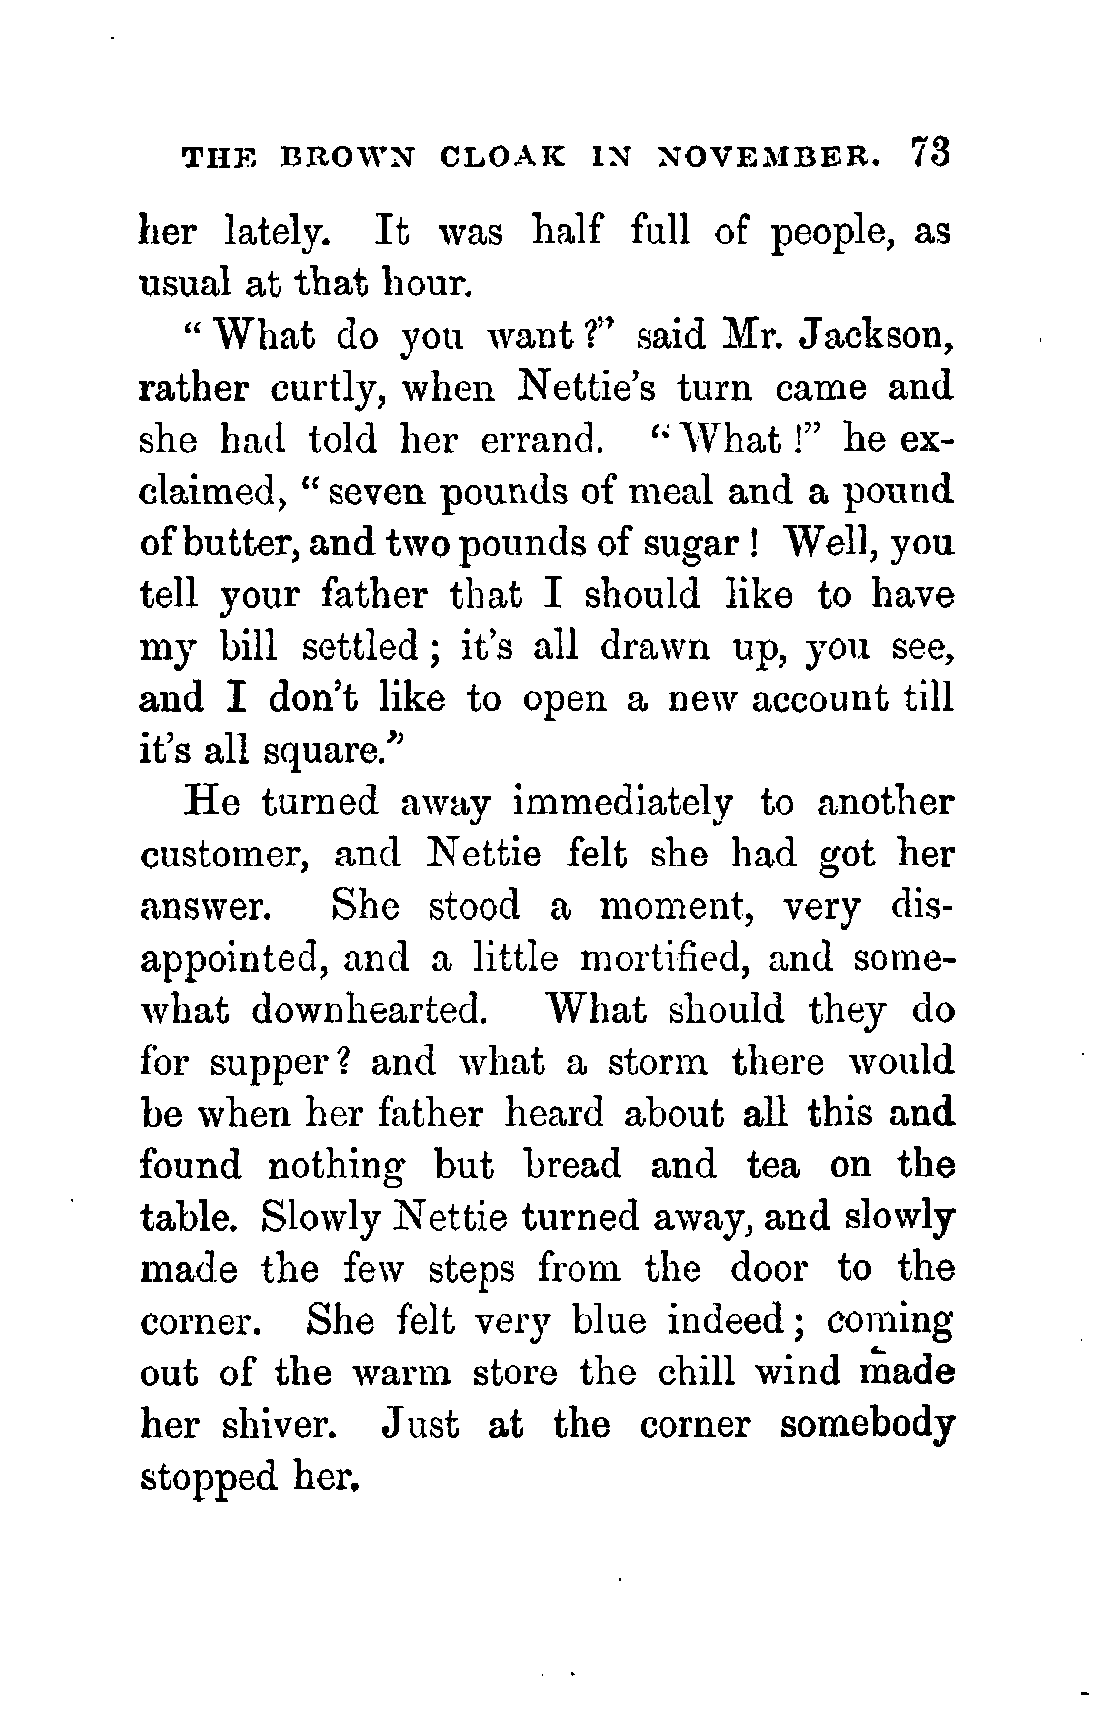 THE BROWN CLOAK IN NOVEMBER. 73
her lately. It was half full of people, as
usual at that hour.
“ What do you want ?” said Mr. Jackson,
rather curtly, when Nettie’s turn came and
she had told her errand. “ What !” he ex-
claimed, “ seven pounds of meal and a pound
of butter, and two pounds of sugar ! Well, you
tell your father that I should like to have
my bill settled ; it’s all drawn up, you see,
and I don’t like to open a new account till
it’s all square.”
He turned away immediately to another
customer, and Nettie felt she had got her
answer. She stood a moment, very dis-
appointed, and a little mortified, and some-
what downhearted. What should they do
for supper ? and what a storm there would
be when her father heard about all this and
found nothing but bread and tea on the
table. Slowly Nettie turned away, and slowly
made the few steps from the door to the
corner. She felt very blue indeed ; coming
out of the warm store the chill wind made
her shiver. Just at the corner somebody
stopped her.